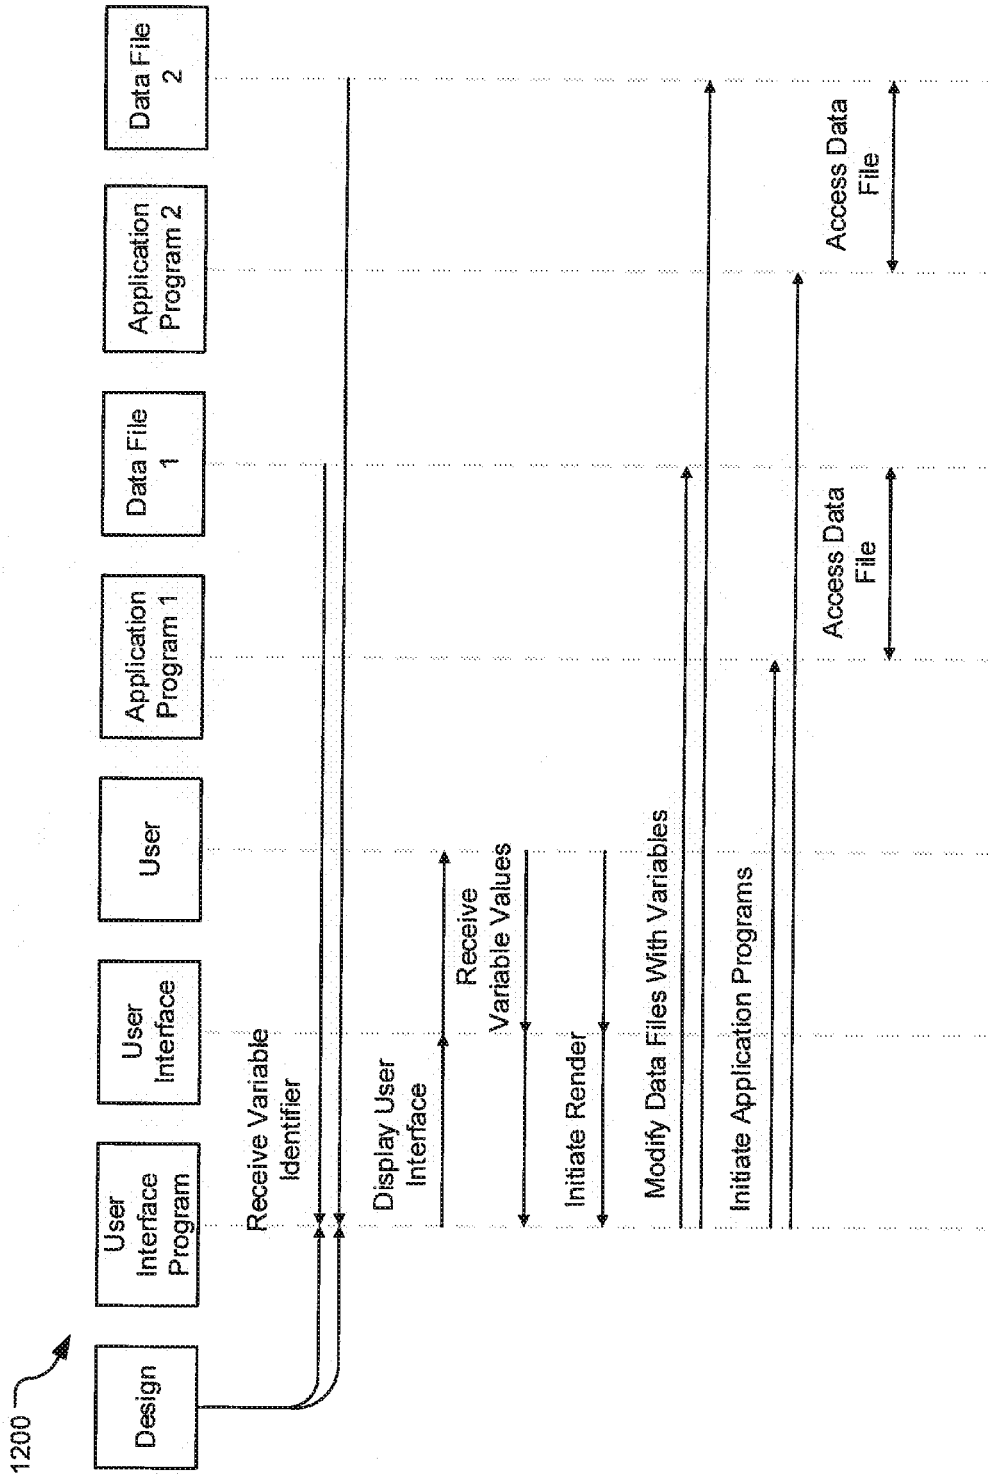 1200
Design
User
Interface
Program
User
Interface
User
Application
Program 1
Data File
1
Application
Program 2
Data File
2
Receive Variable
Identifier
Display User
Interface
Receive
Variable Values
Initiate Render
Modify Data Files With Variables
Initiate Application Programs
Access Data
File
Access Data
File